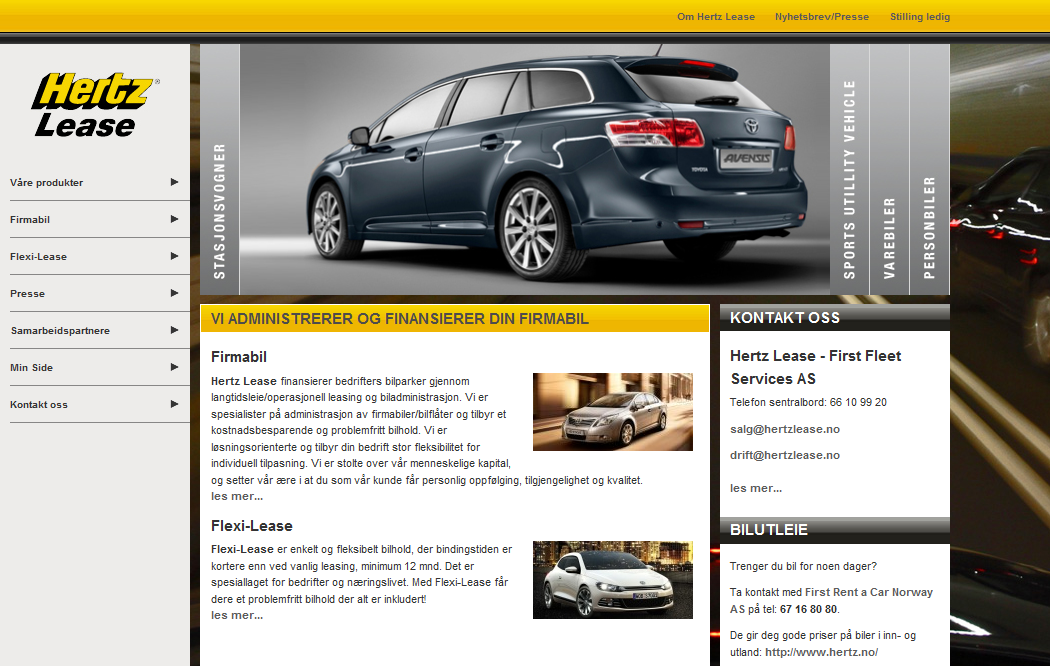 Om Hertz Lease
Nyhetsbrev/Presse
Stilling ledig
Hertz®
Lease
Våre produkter
Firmabil
Flexi-Lease
Presse
Samarbeidspartnere
Min Side
Kontakt oss
STASJONSVOGNER
AVENSIS
TOYOTA
SPORTS UTILLITY VEHICLE
VAREBILER
PERSONBILER
VI ADMINISTRERER OG FINANSIERER DIN FIRMABIL
Firmabil
Hertz Lease finansierer bedrifters bilparker gjennom
langtidsleie/operasjonell leasing og biladministrasjon. Vi er
spesialister på administrasjon av firmabiler/bilflåter og tilbyr et
kostnadsbesparende og problemfritt bilhold. Vi er
løsningsorienterte og tilbyr din bedrift stor fleksibilitet for
individuell tilpasning. Vi er stolte over vår menneskelige kapital,
og setter vår ære i at du som vår kunde får personlig oppfølging, tilgjengelighet og kvalitet.
les mer...
Flexi-Lease
Flexi-Lease er enkelt og fleksibelt bilhold, der bindingstiden er
kortere enn ved vanlig leasing, minimum 12 mnd. Det er
spesiallaget for bedrifter og næringslivet. Med Flexi-Lease får
dere et problemfritt bilhold der alt er inkludert!
les mer...
KONTAKT OSS
Hertz Lease - First Fleet
Services AS
Telefon sentralbord: 66 10 99 20
salg@hertzlease.no
drift@hertzlease.no
les mer...
BILUTLEIE
Trenger du bil for noen dager?
Ta kontakt med First Rent a Car Norway
AS på tel: 67 16 80 80.
De gir deg gode priser på biler i inn- og
utland: http://www.hertz.no/